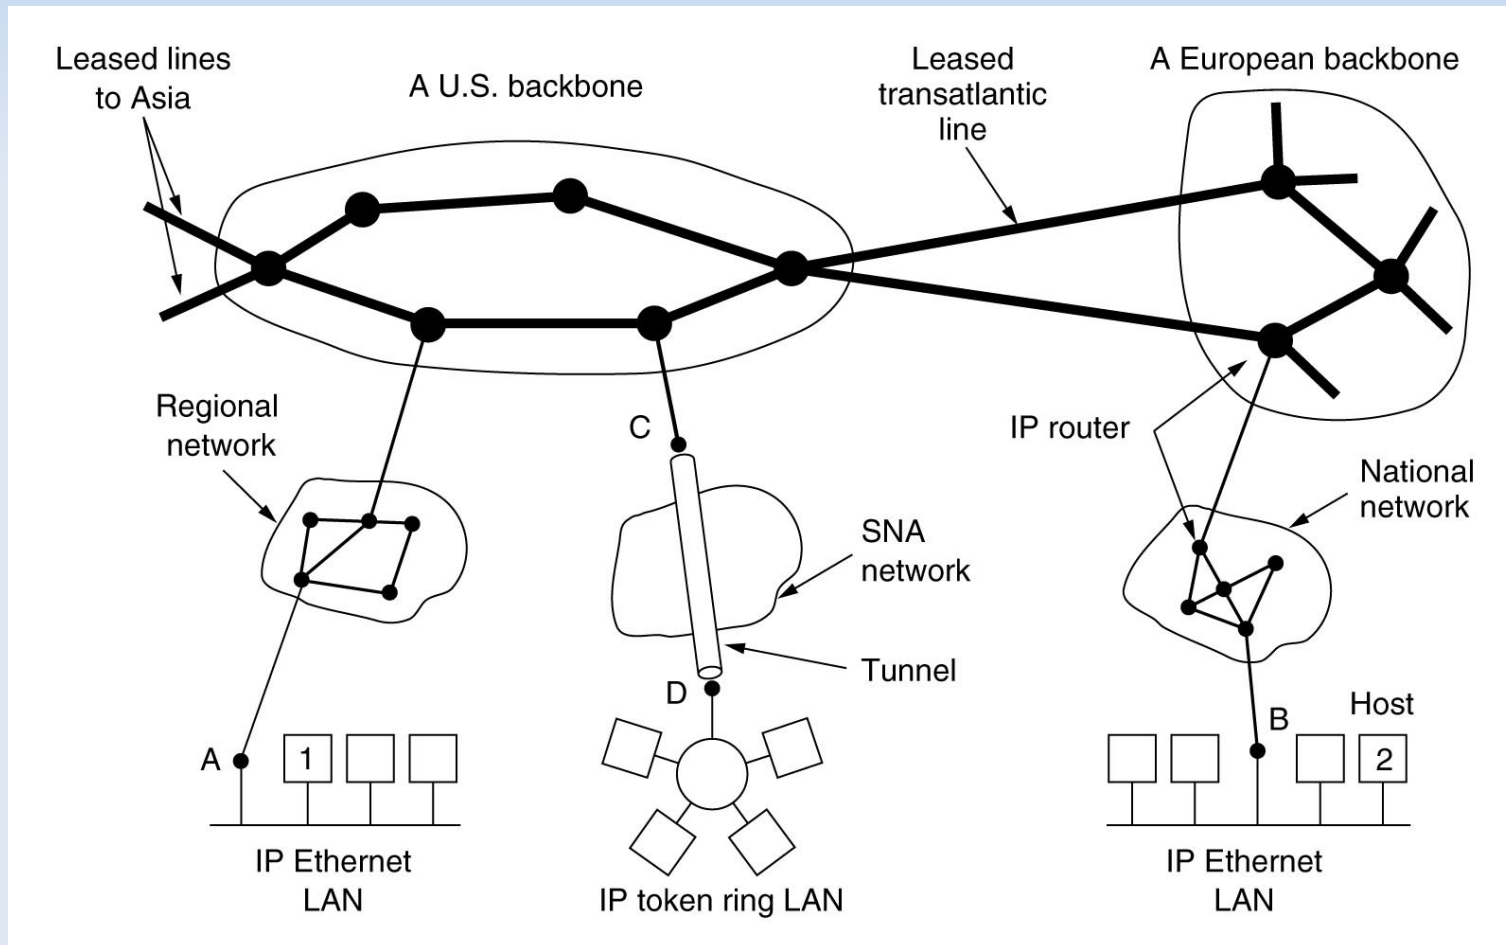 Leased lines
to Asia
A U.S. backbone
Leased
transatlantic
line
A European backbone
Regional
network
C
IP router
National
network
SNA
network
Tunnel
D
A
1
B
Host
2
IP Ethernet
LAN
IP token ring LAN
IP Ethernet
LAN